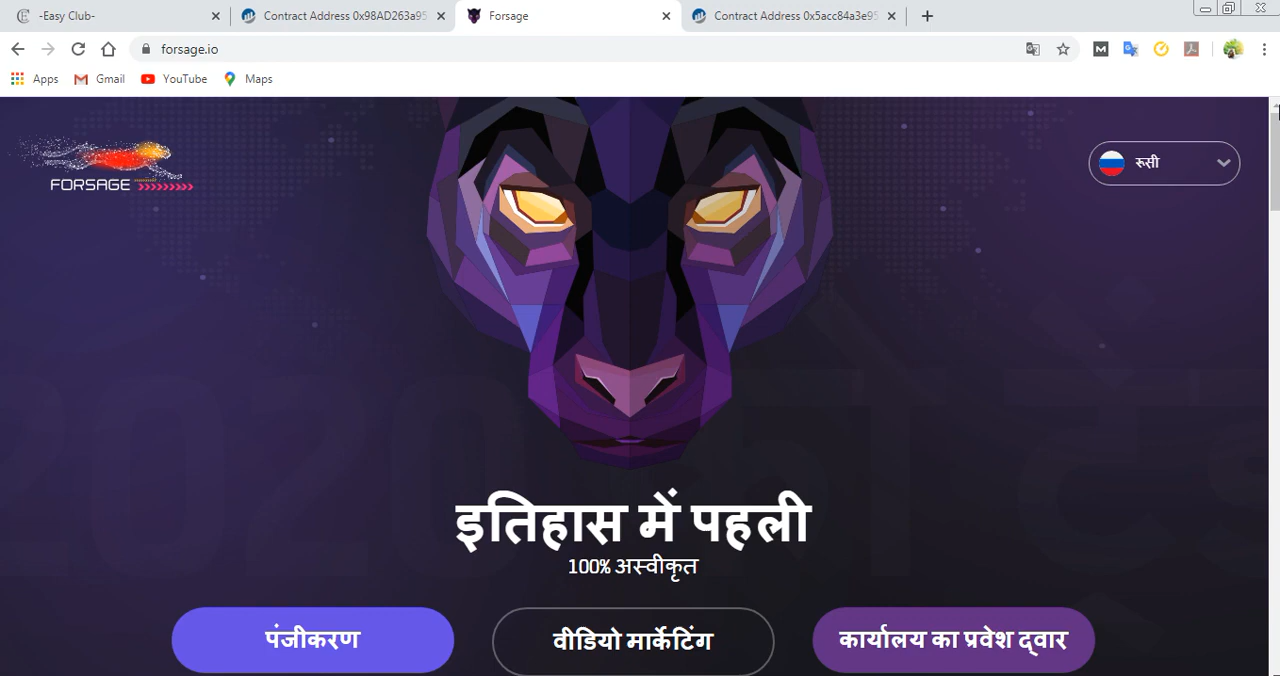 -Easy Club-
Contract Address 0x98AD263a95
Forsage
Contract Address 0x5acc84a3e95
forsage.io
Apps
Gmail
YouTube
Maps
FORSAGE
रूसी
इतिहास में पहली
100% अस्वीकृत
पंजीकरण
वीडियो मार्केटिंग
कार्यालय का प्रवेश द्वार